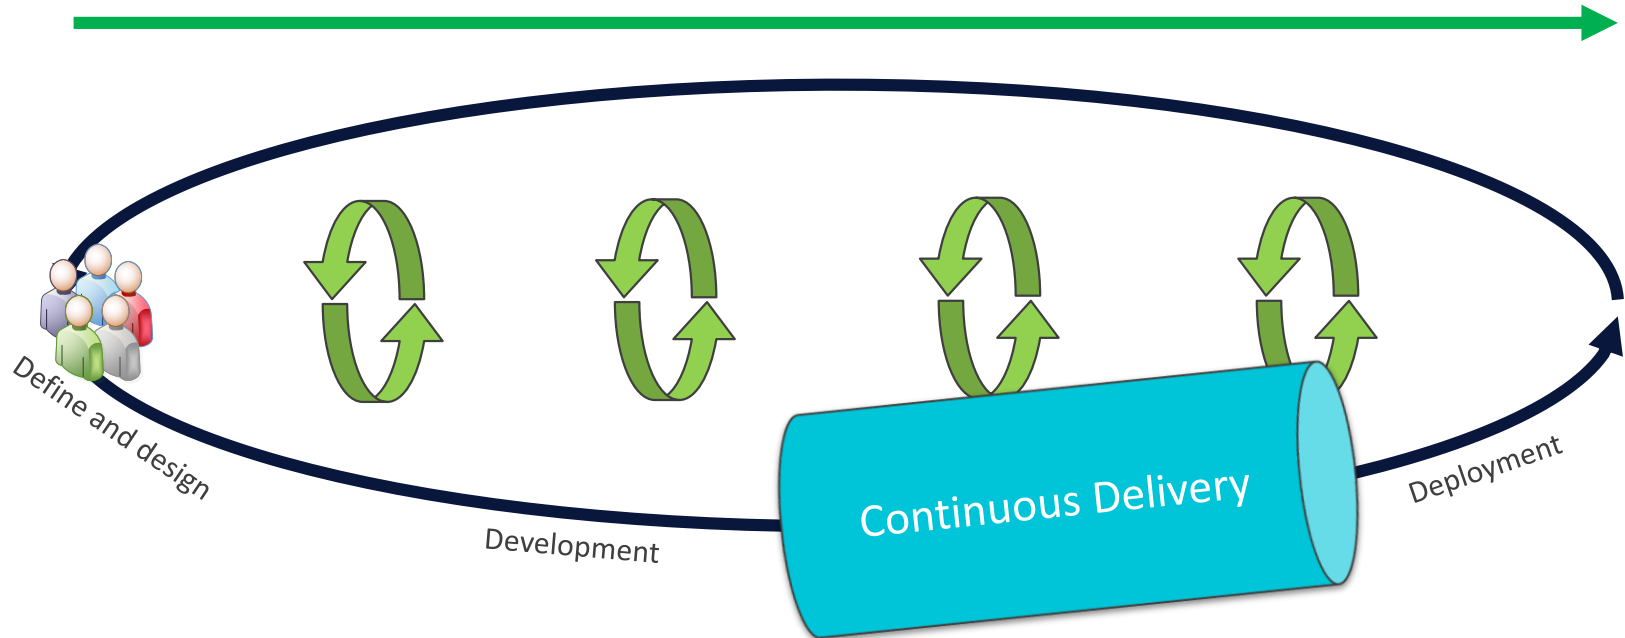 Define and design
Development
Continuous Delivery
Deployment